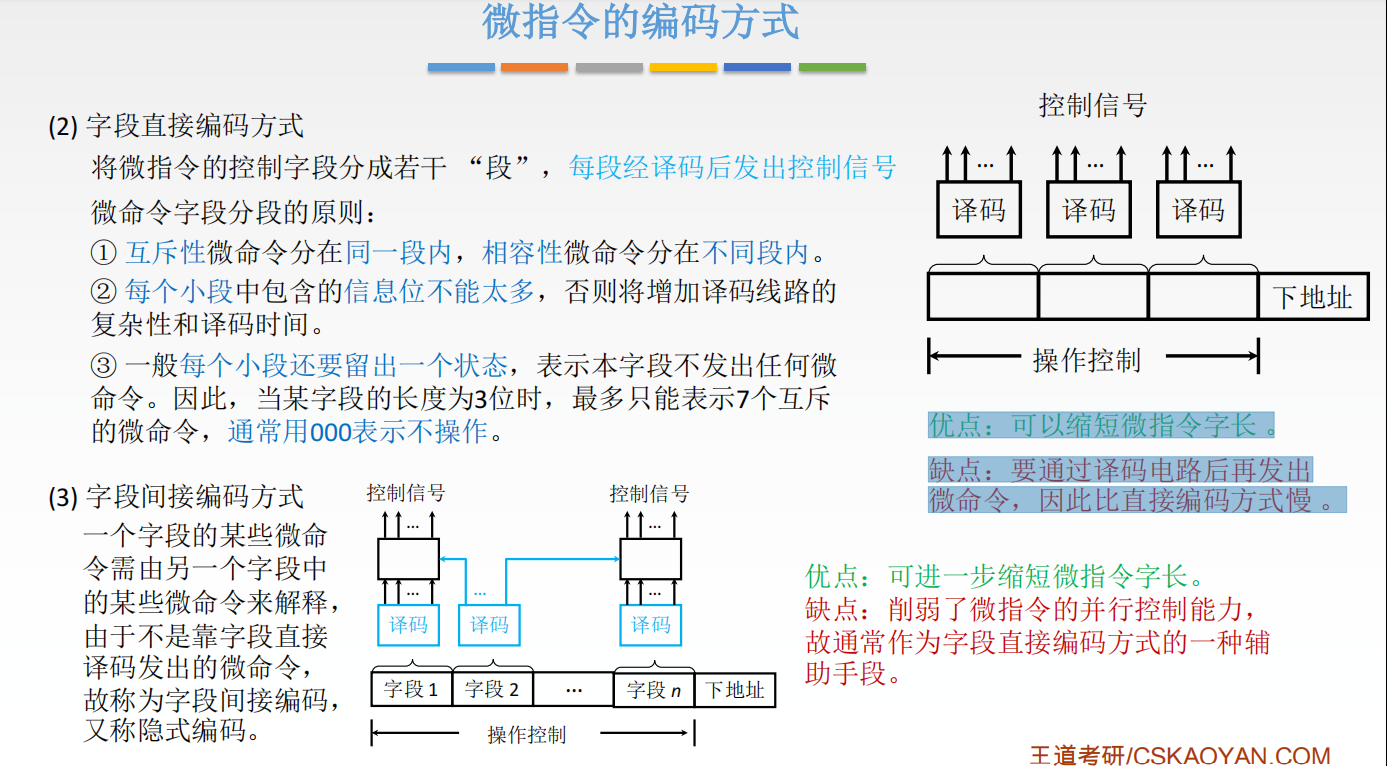 微指令的编码方式
(2) 字段直接编码方式
将微指令的控制字段分成若干 “段”，每段经译码后发出控制信号
微命令字段分段的原则：
① 互斥性微命令分在同一段内，相容性微命令分在不同段内。
② 每个小段中包含的信息位不能太多，否则将增加译码线路的
复杂性和译码时间。
③ 一般每个小段还要留出一个状态，表示本字段不发出任何微
命令。因此，当某字段的长度为3位时，最多只能表示7个互斥
的微命令，通常用000表示不操作。
控制信号
... ... ...
译码 译码 译码
下地址
操作控制
优点：可以缩短微指令字长 。
缺点：要通过译码电路后再发出
微命令，因此比直接编码方式慢 。
(3) 字段间接编码方式
一个字段的某些微命
令需由另一个字段中
的某些微命令来解释，
由于不是靠字段直接
译码发出的微命令，
故称为字段间接编码，
又称隐式编码。
控制信号 控制信号
... ...
... ... ...
译码 译码 译码
字段 1 字段 2 ... 字段 n 下地址
操作控制
优点：可进一步缩短微指令字长。
缺点：削弱了微指令的并行控制能力，
故通常作为字段直接编码方式的一种辅
助手段。
王道考研/CSKAOYAN.COM